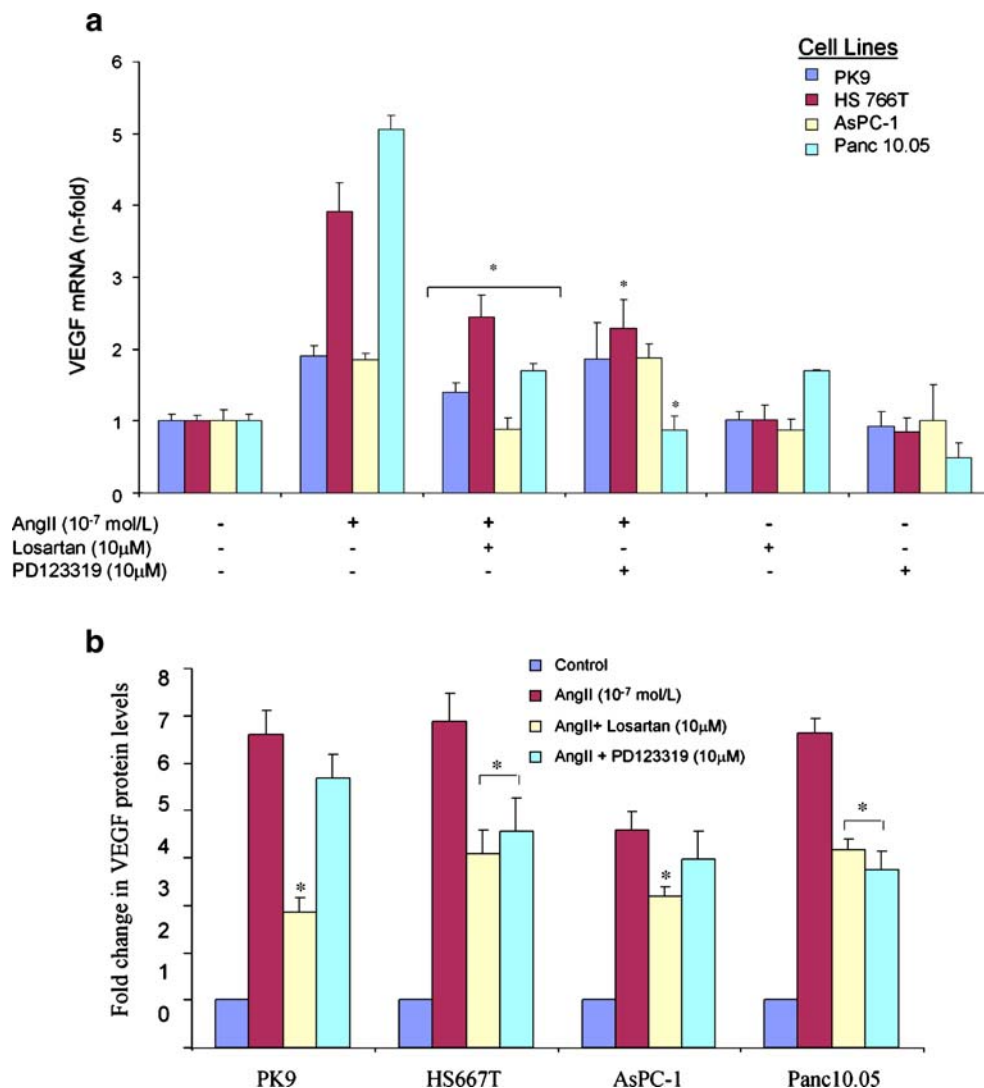 a
Cell Lines
PK9
HS 766T
AsPC-1
Panc 10.05
VEGF mRNA (n-fold)
6
5
4
3
2
1
0
*
*
*
AngII (10⁻⁷ mol/L) - + + + - -
Losartan (10μM) - - + - + -
PD123319 (10μM) - - - + - +
b
Control
AngII (10⁻⁷ mol/L)
AngII+ Losartan (10μM)
AngII + PD123319 (10μM)
Fold change in VEGF protein levels
8
7
6
5
4
3
2
1
0
*
*
*
*
PK9 HS667T AsPC-1 Panc10.05